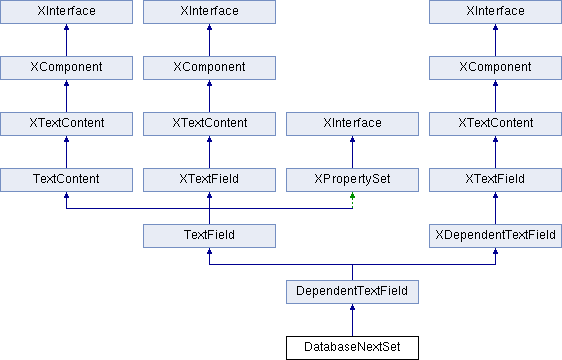 XInterface XInterface XInterface
XComponent XComponent XComponent
XTextContent XTextContent XInterface XTextContent
TextContent XTextField XPropertySet XTextField
TextField XDependentTextField
DependentTextField
DatabaseNextSet